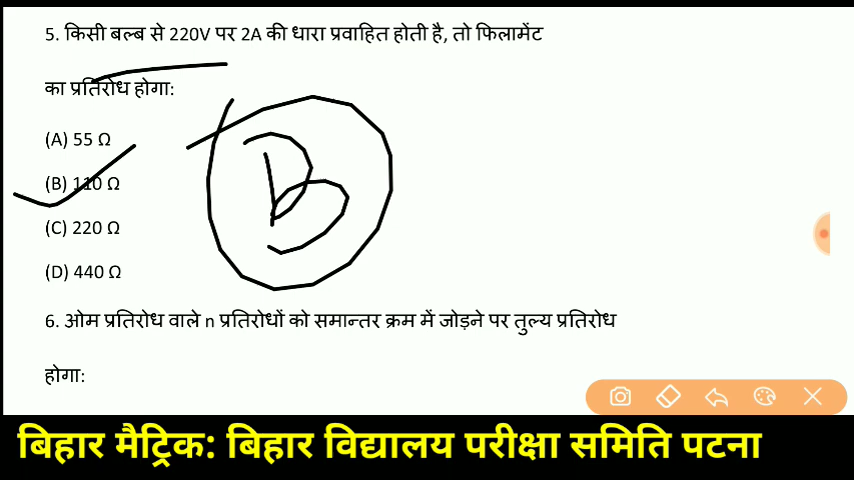 5. किसी बल्ब से 220V पर 2A की धारा प्रवाहित होती है, तो फिलामेंट
का प्रतिरोध होगा:
(A) 55 Ω
(B) 110 Ω
(C) 220 Ω
(D) 440 Ω
B
6. ओम प्रतिरोध वाले n प्रतिरोधों को समान्तर क्रम में जोड़ने पर तुल्य प्रतिरोध
होगा:
बिहार मैट्रिक: बिहार विद्यालय परीक्षा समिति पटना